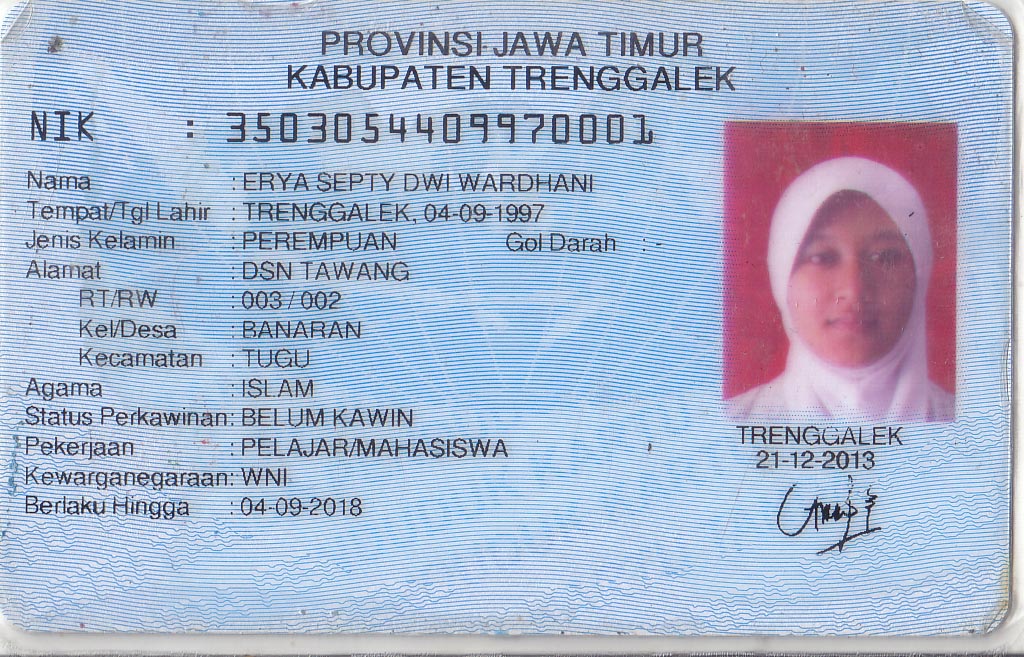 PROVINSI JAWA TIMUR
KABUPATEN TRENGGALEK
NIK : 3503054409970001
Nama : ERYA SEPTY DWI WARDHANI
Tempat/Tgl Lahir : TRENGGALEK, 04-09-1997
Jenis Kelamin : PEREMPUAN Gol Darah : -
Alamat : DSN TAWANG
RT/RW : 003 / 002
Kel/Desa : BANARAN
Kecamatan : TUGU
Agama : ISLAM
Status Perkawinan: BELUM KAWIN
Pekerjaan : PELAJAR/MAHASISWA
Kewarganegaraan: WNI
Berlaku Hingga : 04-09-2018
TRENGGALEK
21-12-2013